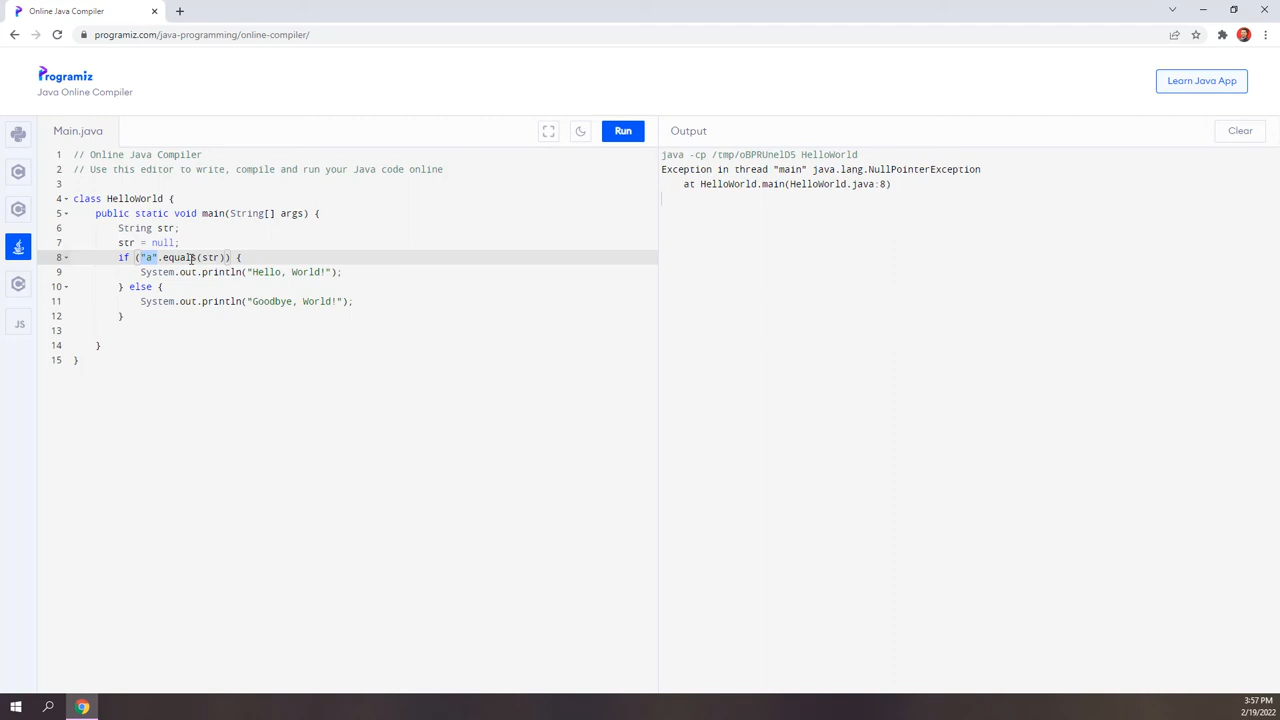 Online Java Compiler
programiz.com/java-programming/online-compiler/
Programiz
Java Online Compiler
Learn Java App
Main.java
Run
Output
Clear
1 // Online Java Compiler
2 // Use this editor to write, compile and run your Java code online
3
4 class HelloWorld {
5 public static void main(String[] args) {
6 String str;
7 str = null;
8 if ("a".equals(str)) {
9 System.out.println("Hello, World!");
10 } else {
11 System.out.println("Goodbye, World!");
12 }
13
14 }
15 }
java -cp /tmp/oBPRUnelD5 HelloWorld
Exception in thread "main" java.lang.NullPointerException
at HelloWorld.main(HelloWorld.java:8)
JS
3:57 PM
2/19/2022